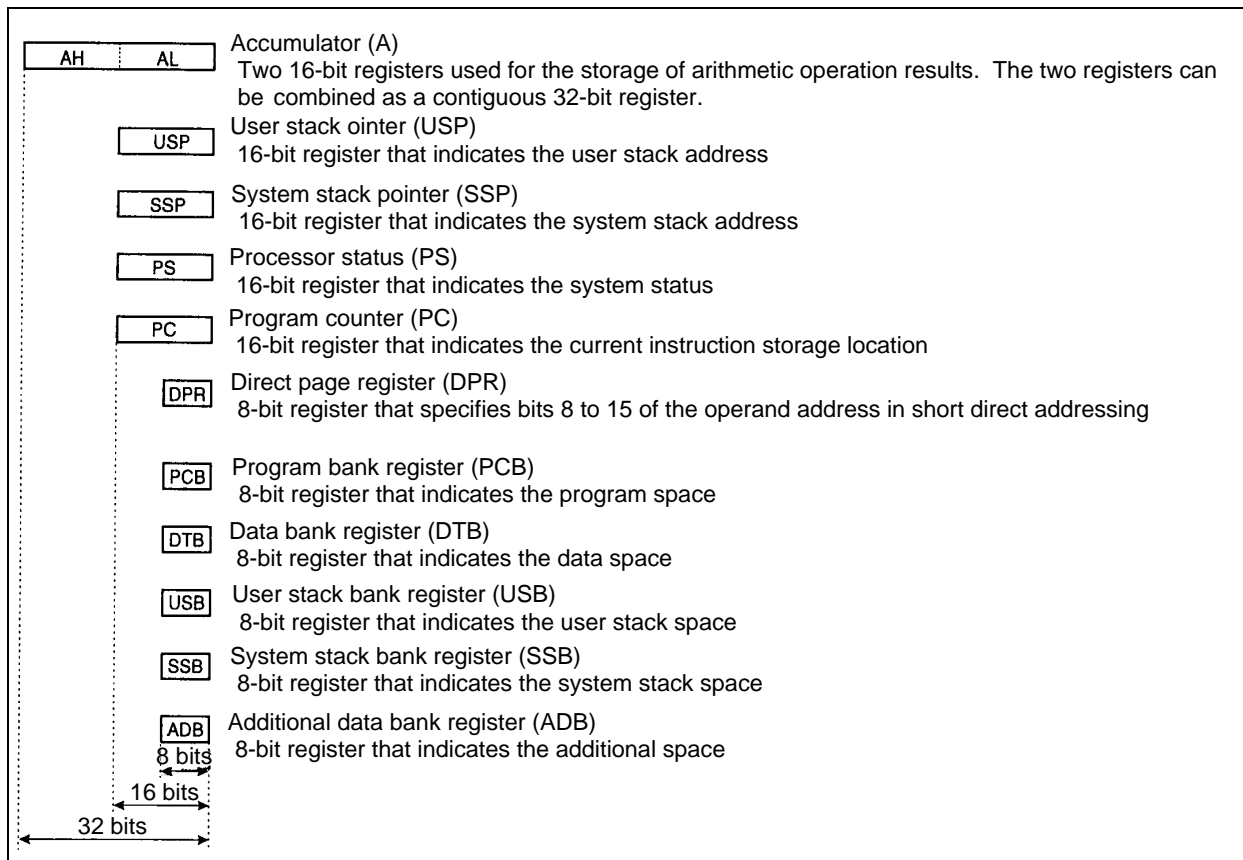 AH AL Accumulator (A)
Two 16-bit registers used for the storage of arithmetic operation results. The two registers can
be combined as a contiguous 32-bit register.
USP User stack ointer (USP)
16-bit register that indicates the user stack address
SSP System stack pointer (SSP)
16-bit register that indicates the system stack address
PS Processor status (PS)
16-bit register that indicates the system status
PC Program counter (PC)
16-bit register that indicates the current instruction storage location
DPR Direct page register (DPR)
8-bit register that specifies bits 8 to 15 of the operand address in short direct addressing
PCB Program bank register (PCB)
8-bit register that indicates the program space
DTB Data bank register (DTB)
8-bit register that indicates the data space
USB User stack bank register (USB)
8-bit register that indicates the user stack space
SSB System stack bank register (SSB)
8-bit register that indicates the system stack space
ADB Additional data bank register (ADB)
8-bit register that indicates the additional space
8 bits
16 bits
32 bits